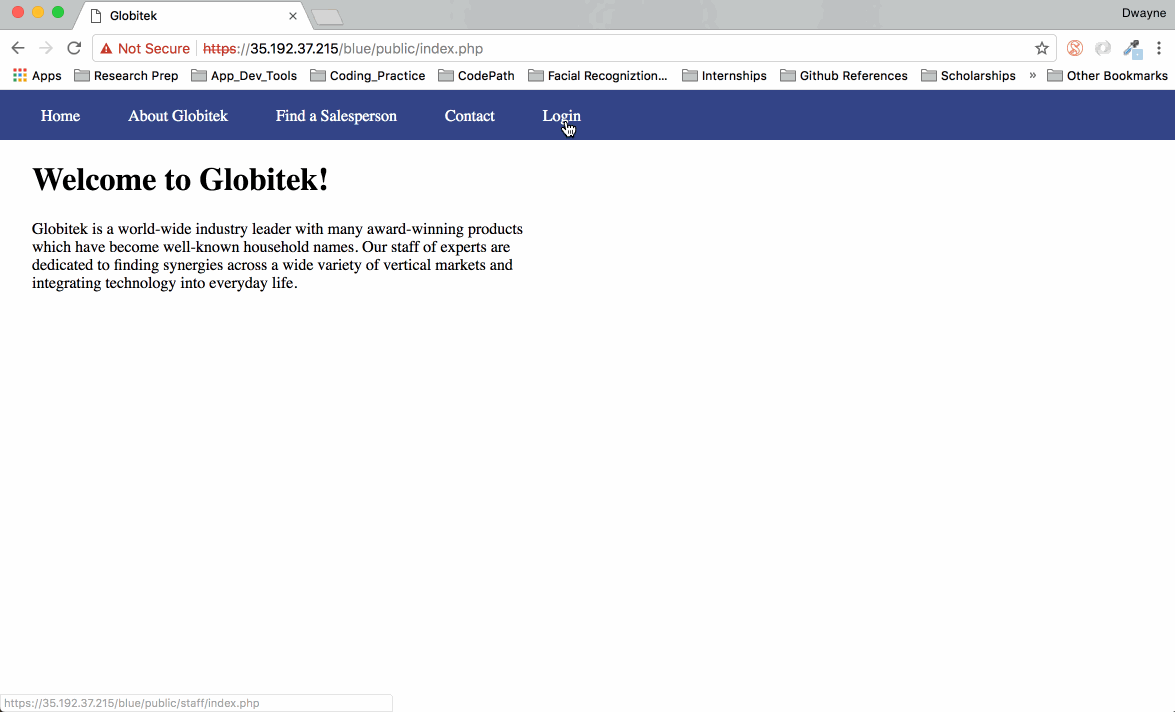 Globitek
Dwayne
Not Secure https://35.192.37.215/blue/public/index.php
Apps Research Prep App_Dev_Tools Coding_Practice CodePath Facial Recogniztion... Internships Github References Scholarships » Other Bookmarks
Home About Globitek Find a Salesperson Contact Login
Welcome to Globitek!
Globitek is a world-wide industry leader with many award-winning products
which have become well-known household names. Our staff of experts are
dedicated to finding synergies across a wide variety of vertical markets and
integrating technology into everyday life.
https://35.192.37.215/blue/public/staff/index.php